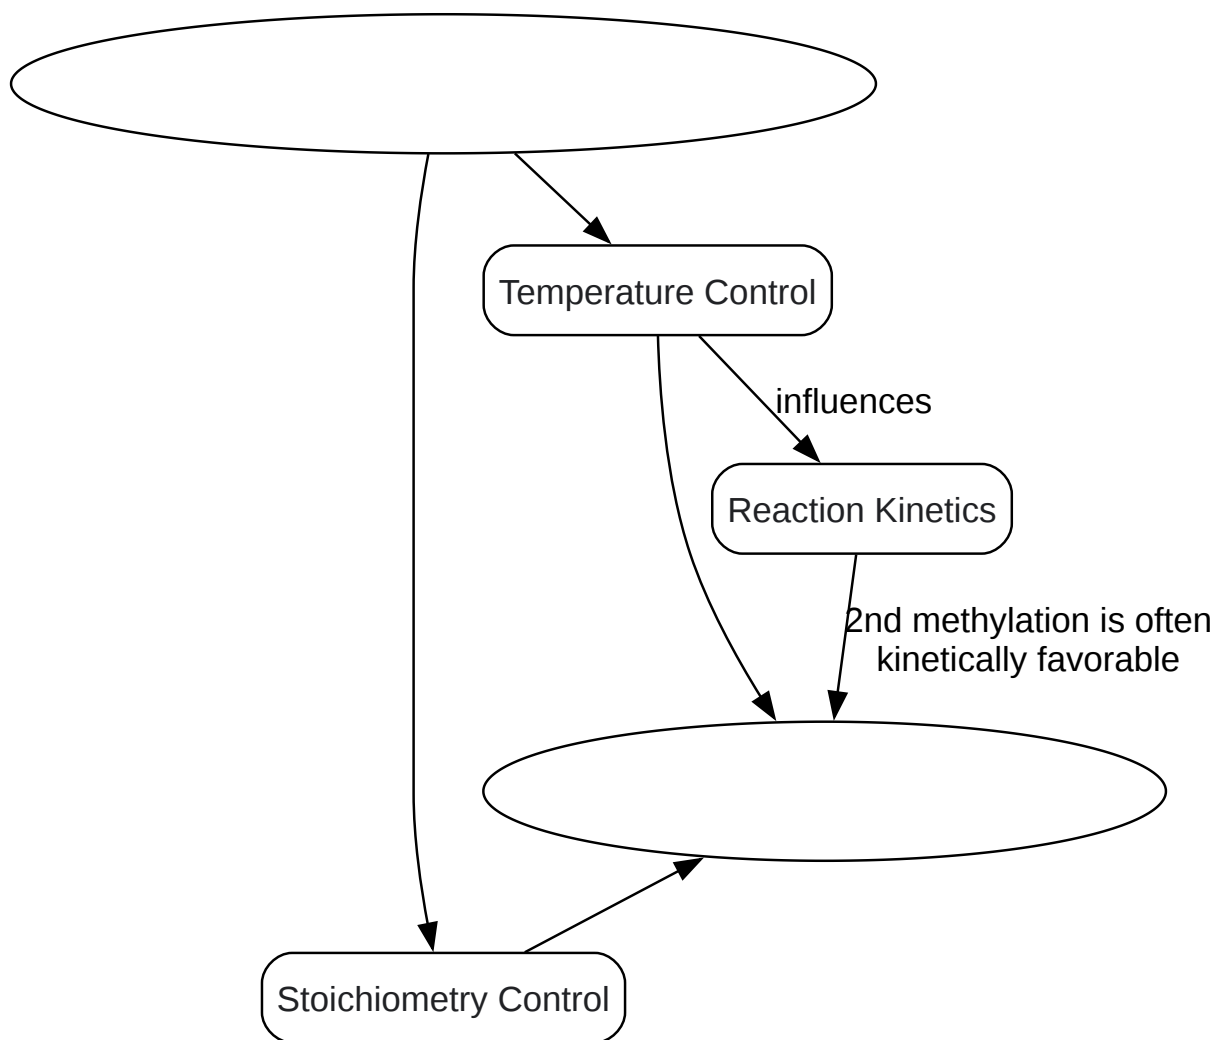 Temperature Control
influences
Reaction Kinetics
2nd methylation is often
kinetically favorable
Stoichiometry Control